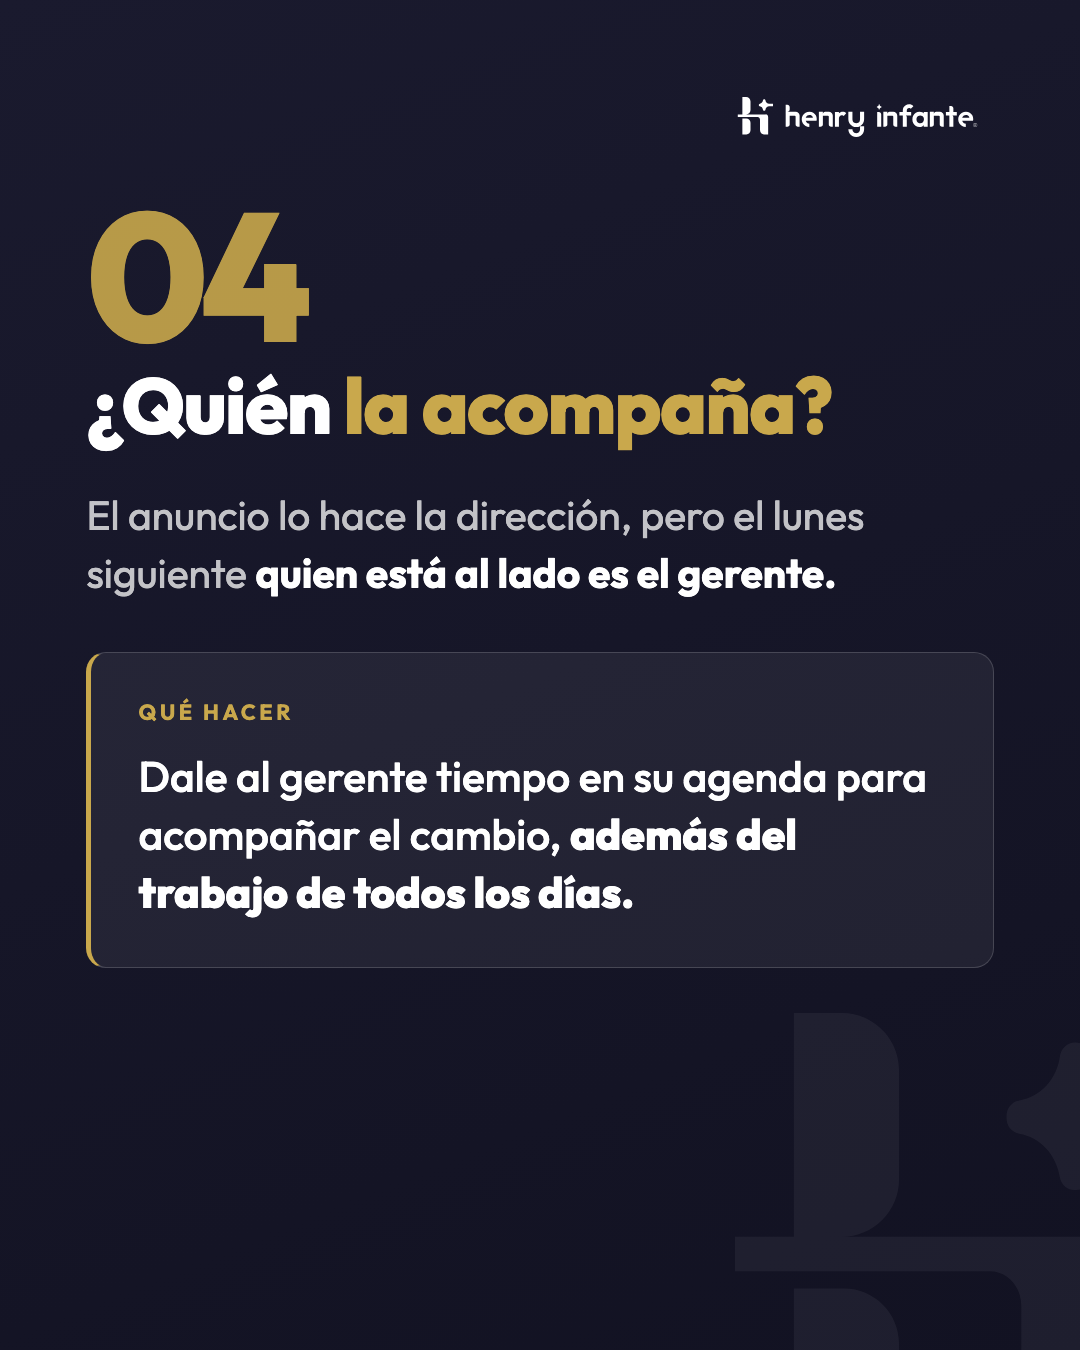 henry infante
04
¿Quién la acompaña?
El anuncio lo hace la dirección, pero el lunes
siguiente quien está al lado es el gerente.
QUÉ HACER
Dale al gerente tiempo en su agenda para
acompañar el cambio, además del
trabajo de todos los días.